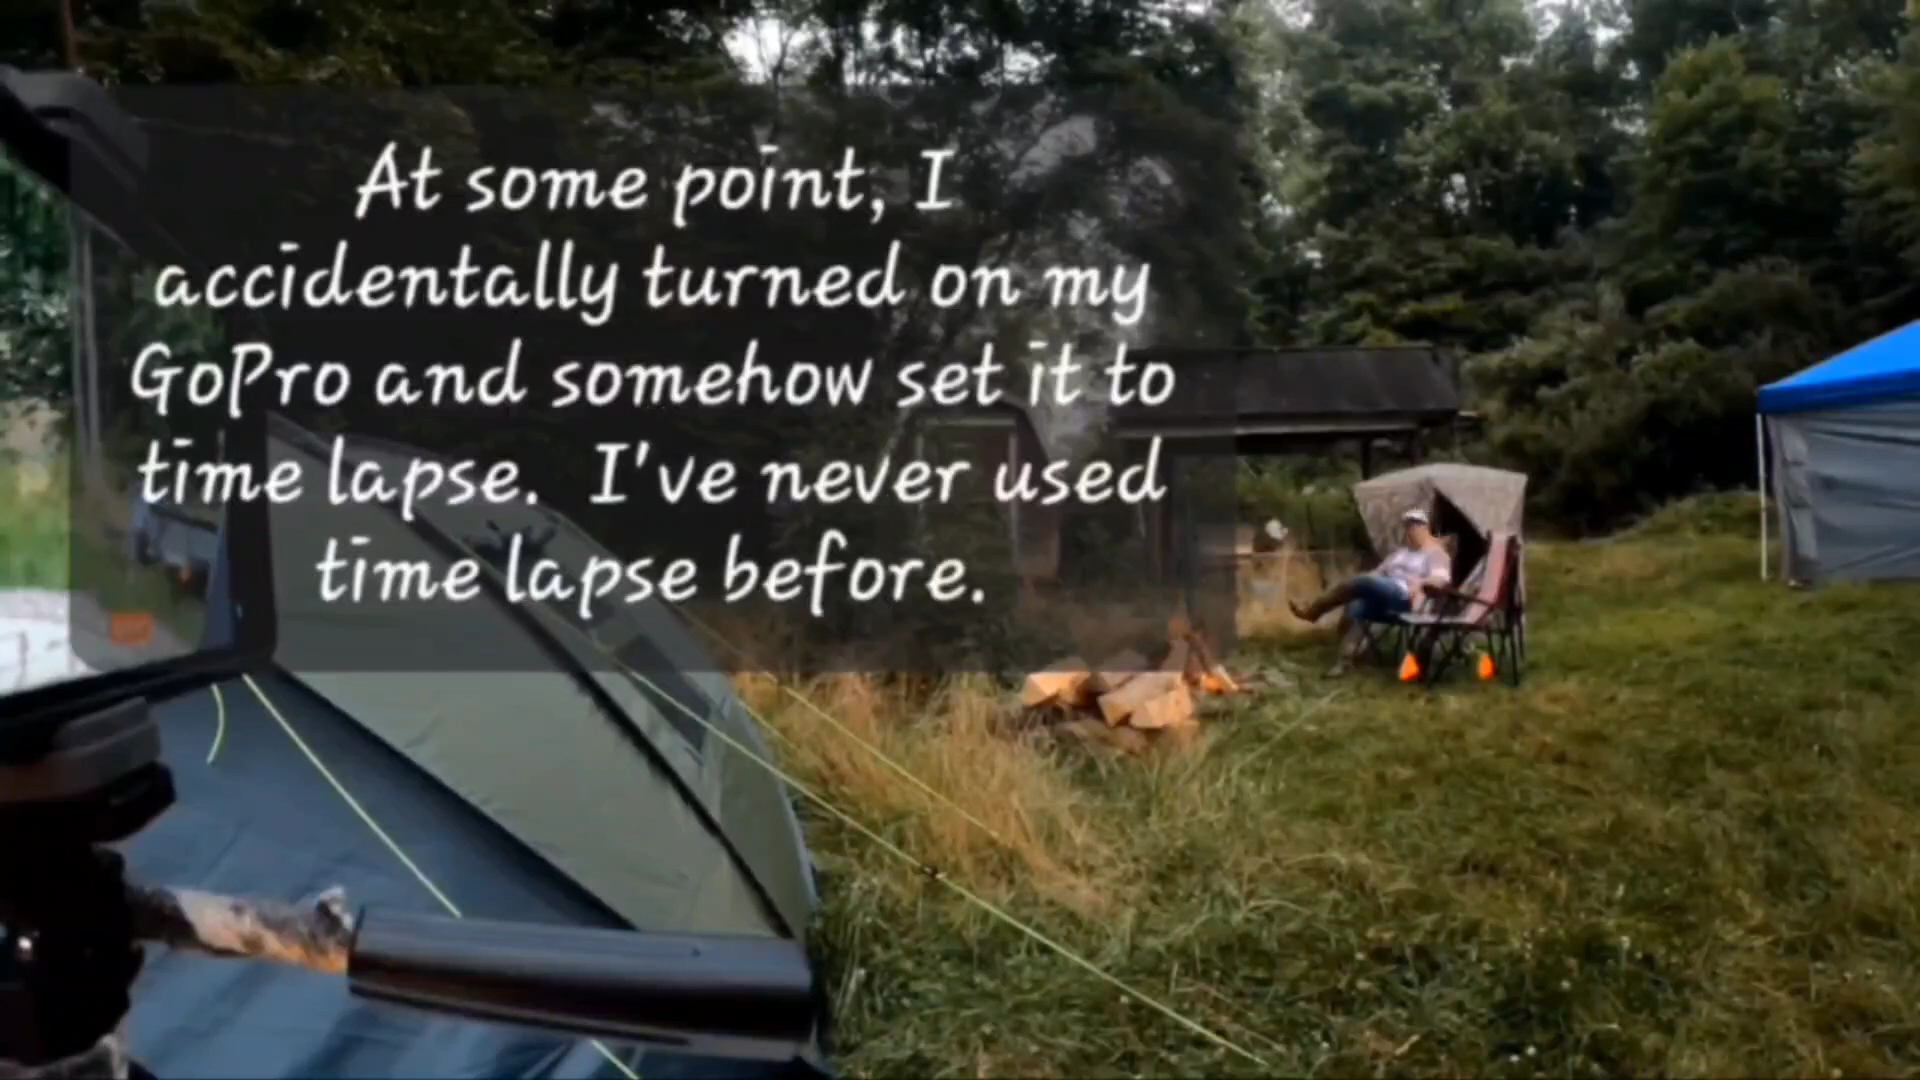 At some point, I
accidentally turned on my
GoPro and somehow set it to
time lapse.  I've never used
time lapse before.